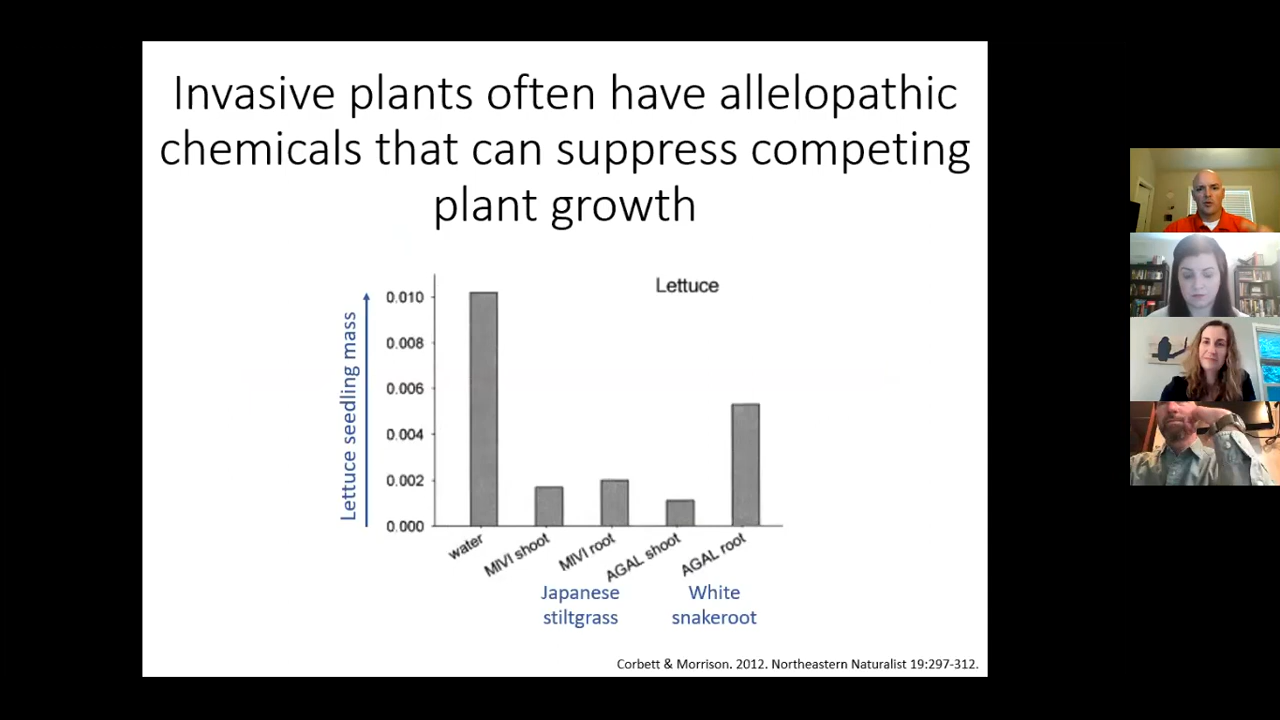 Invasive plants often have allelopathic
chemicals that can suppress competing
plant growth
Lettuce
Lettuce seedling mass
0.010
0.008
0.006
0.004
0.002
0.000
water
MIVI shoot
MIVI root
AGAL shoot
AGAL root
Japanese
stiltgrass
White
snakeroot
Corbett & Morrison. 2012. Northeastern Naturalist 19:297-312.